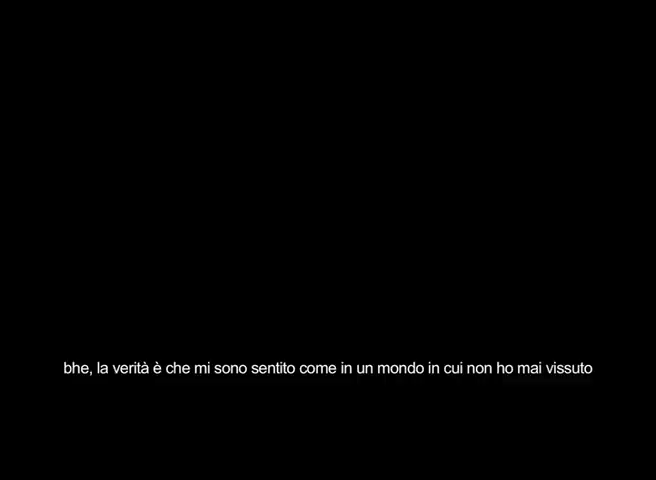 bhe, la verità è che mi sono sentito come in un mondo in cui non ho mai vissuto